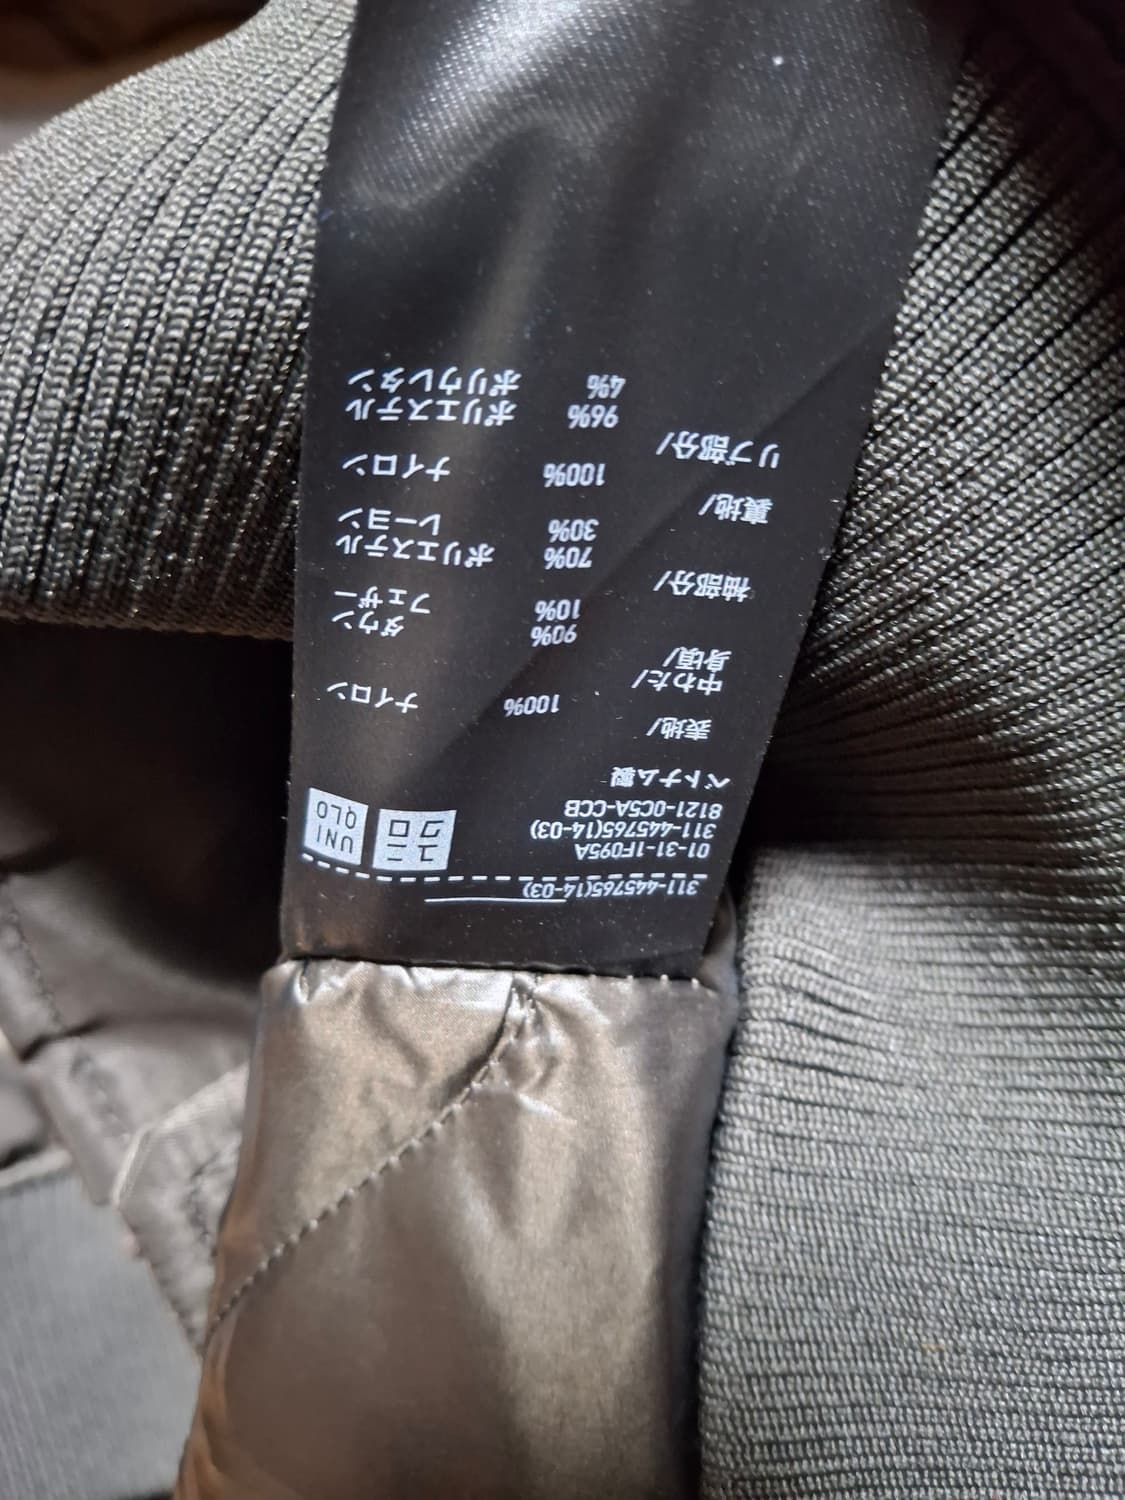 311-445765(14-03)
01-31-1F095A
311-445765(14-03)
8121-0C5A-CCB
ベトナム製
ユニ
クロ
UNI
QLO
表地/
100% ナイロン
中わた/
身頃/
90% ダウン
10% フェザー
袖部分/
70% ポリエステル
30% レーヨン
裏地/
100% ナイロン
リブ部分/
96% ポリエステル
4% ポリウレタン